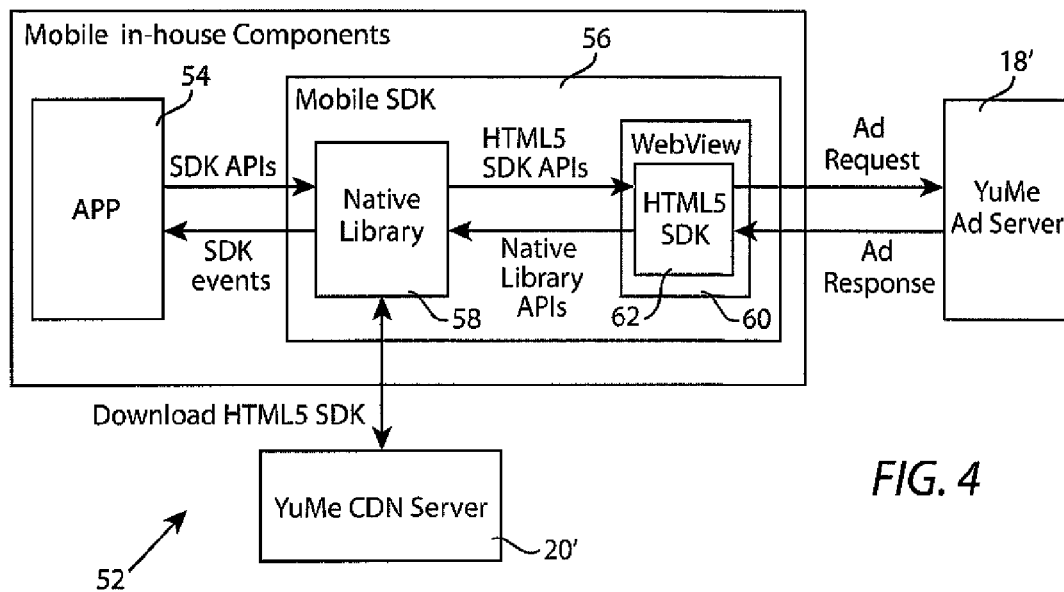 Mobile in-house Components
54
56
18'
Mobile SDK
APP
SDK APIs
SDK
events
Native
Library
58
HTML5
SDK APIs
Native
Library
APIs
WebView
HTML5
SDK
62
60
Ad
Request
Ad
Response
YuMe
Ad Server
Download HTML5 SDK
YuMe CDN Server
20'
52
FIG. 4